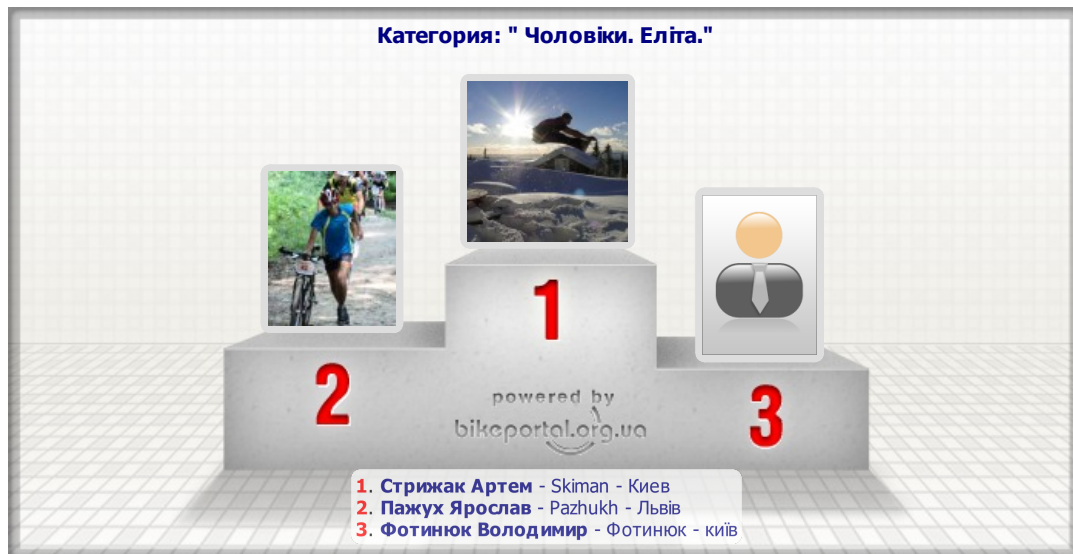 Категория: " Чоловіки. Еліта."
1
2
3
powered by
bikeportal.org.ua
1. Стрижак Артем - Skiman - Киев
2. Пажух Ярослав - Pazhukh - Львів
3. Фотинюк Володимир - Фотинюк - київ